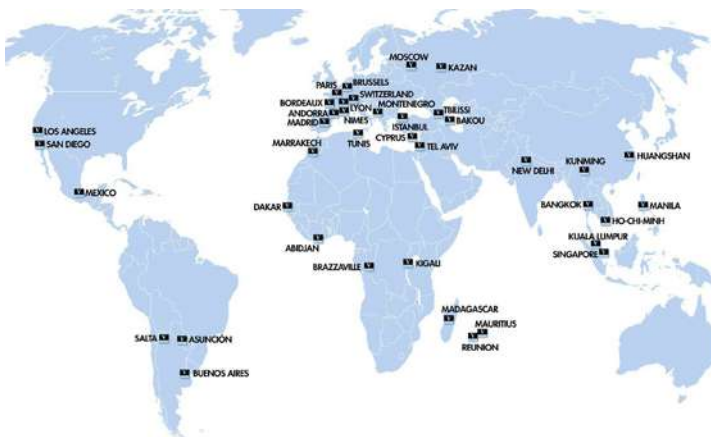 MOSCOW
KAZAN
BRUSSELS
PARIS
SWITZERLAND
BORDEAUX
LYON
MONTENEGRO
TBILISSI
ANDORRA
BAKOU
MADRID
NIMES
ISTANBUL
CYPRUS
TEL AVIV
MARRAKECH
TUNIS
LOS ANGELES
SAN DIEGO
MEXICO
HUANGSHAN
KUNMING
NEW DELHI
DAKAR
BANGKOK
MANILA
HO-CHI-MINH
ABIDJAN
KUALA LUMPUR
SINGAPORE
BRAZZAVILLE
KIGALI
MADAGASCAR
MAURITIUS
REUNION
SALTA
ASUNCIÓN
BUENOS AIRES